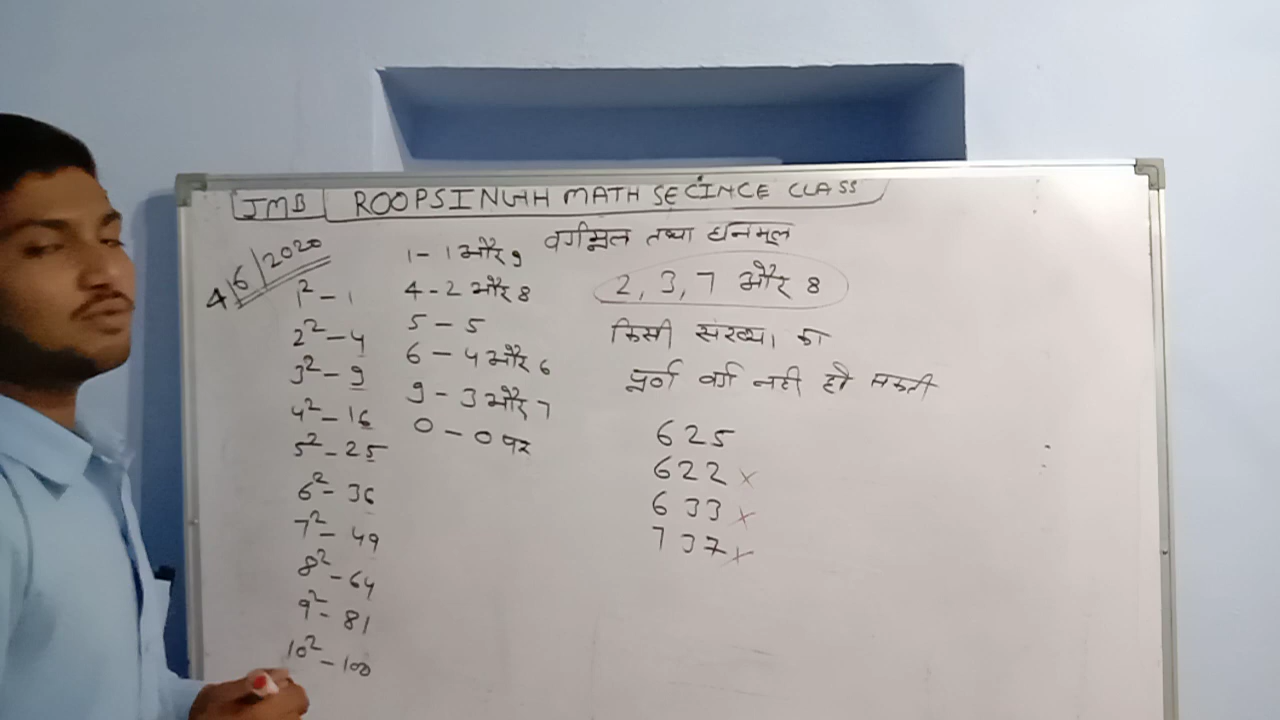 JMB ROOPSINGH MATH SECINCE CLASS
4/6/2020
वर्गमूल तथा घनमूल
1² - 1
2² - 4
3² - 9
4² - 16
5² - 25
6² - 36
7² - 49
8² - 64
9² - 81
10² - 100
1 - 1 और 9
4 - 2 और 8
5 - 5
6 - 4 और 6
9 - 3 और 7
0 - 0 पर
2, 3, 7 और 8
किसी संख्या का
पूर्ण वर्ग नही हो सकती
625
622 ×
633 ×
737 ×